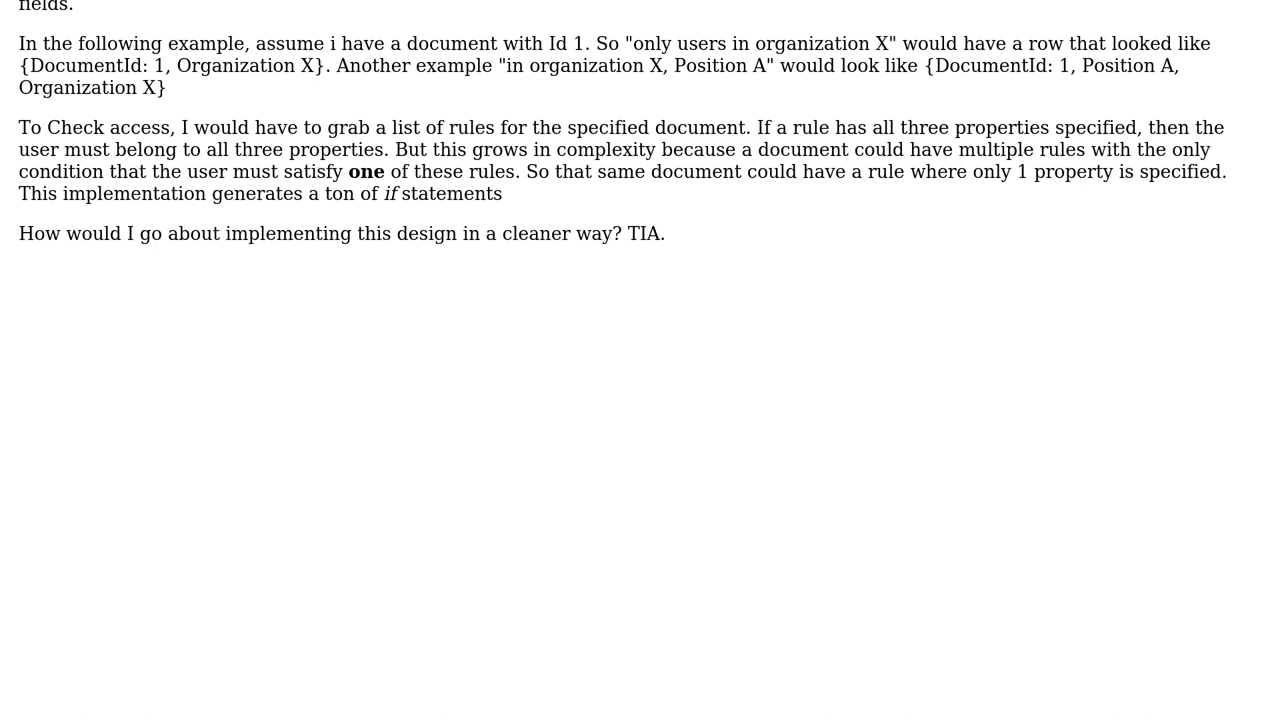 fields.
In the following example, assume i have a document with Id 1. So "only users in organization X" would have a row that looked like
{DocumentId: 1, Organization X}. Another example "in organization X, Position A" would look like {DocumentId: 1, Position A,
Organization X}
To Check access, I would have to grab a list of rules for the specified document. If a rule has all three properties specified, then the
user must belong to all three properties. But this grows in complexity because a document could have multiple rules with the only
condition that the user must satisfy one of these rules. So that same document could have a rule where only 1 property is specified.
This implementation generates a ton of if statements
How would I go about implementing this design in a cleaner way? TIA.